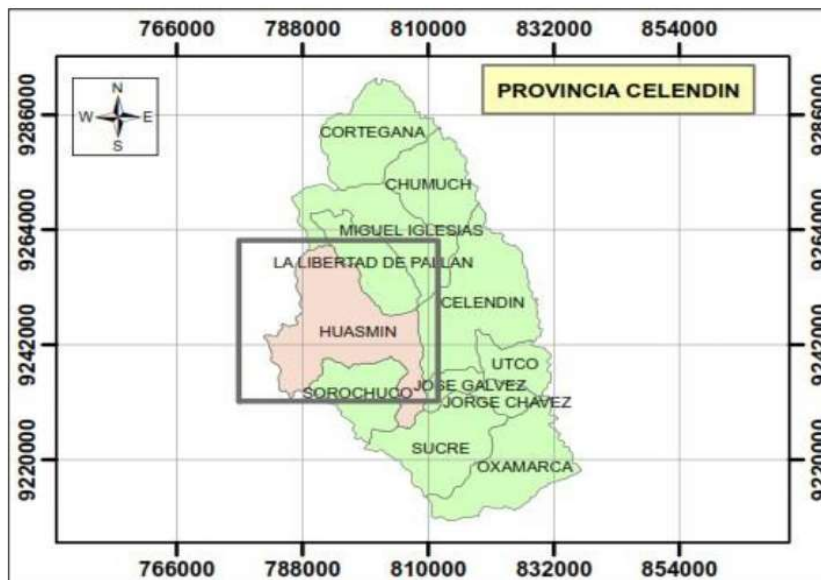 766000 788000 810000 832000 854000
PROVINCIA CELENDIN
N
W E
S
9286000 9286000
CORTEGANA
CHUMUCH
9264000 9264000
MIGUEL IGLESIAS
LA LIBERTAD DE PALLAN
CELENDIN
HUASMIN
9242000 9242000
UTCO
JOSE GALVEZ
SOROCHUCO
JORGE CHAVEZ
SUCRE
9220000 9220000
OXAMARCA
766000 788000 810000 832000 854000